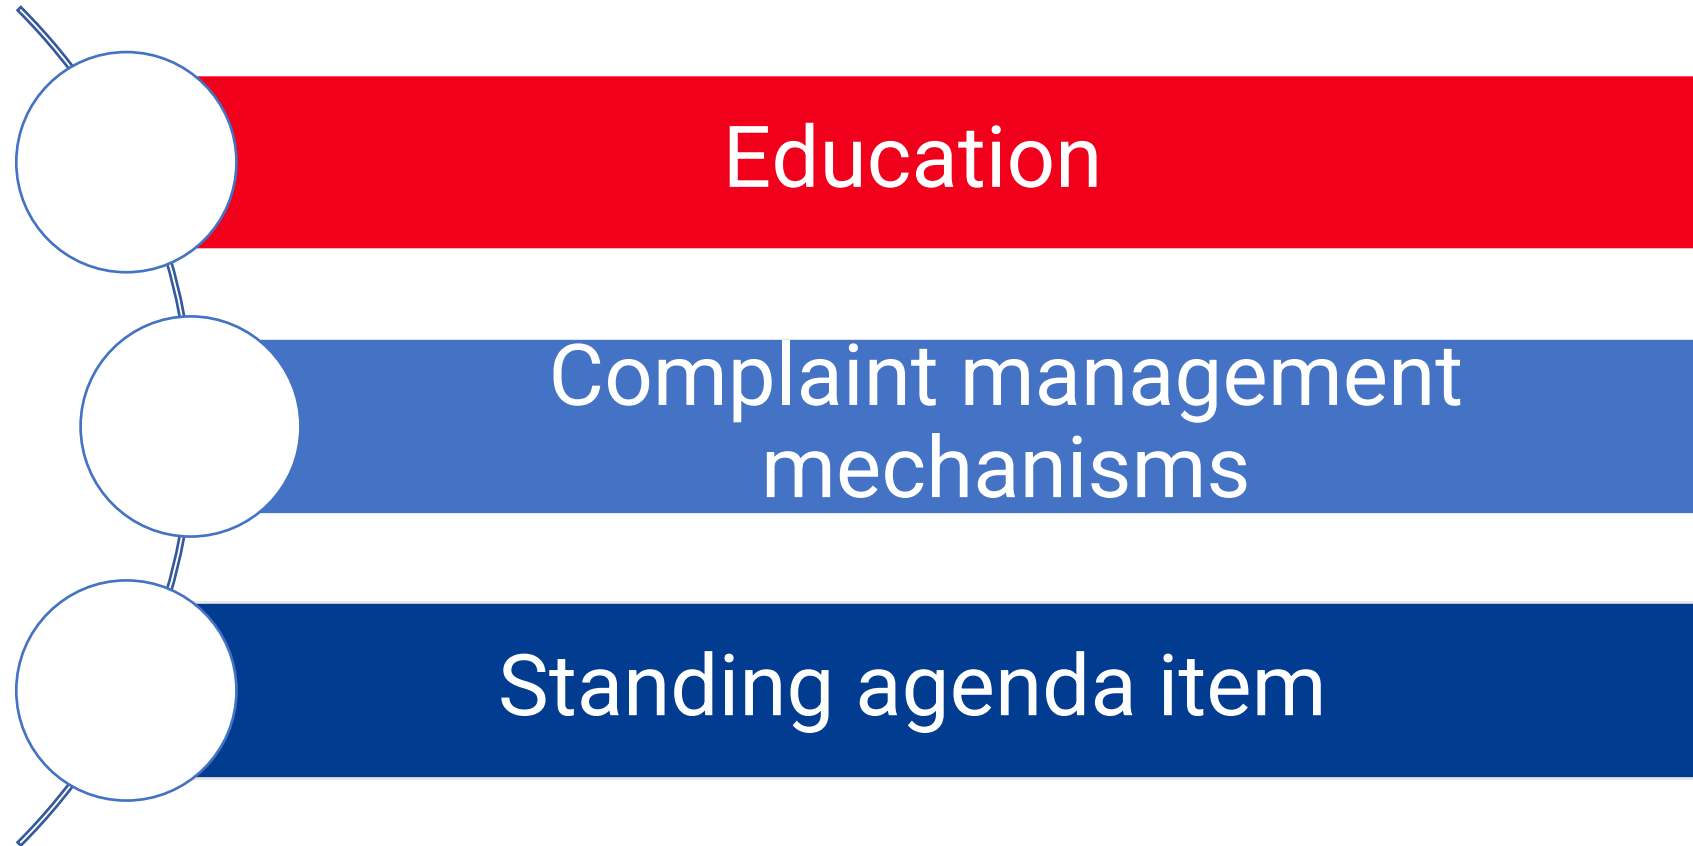 Education
Complaint management
mechanisms
Standing agenda item